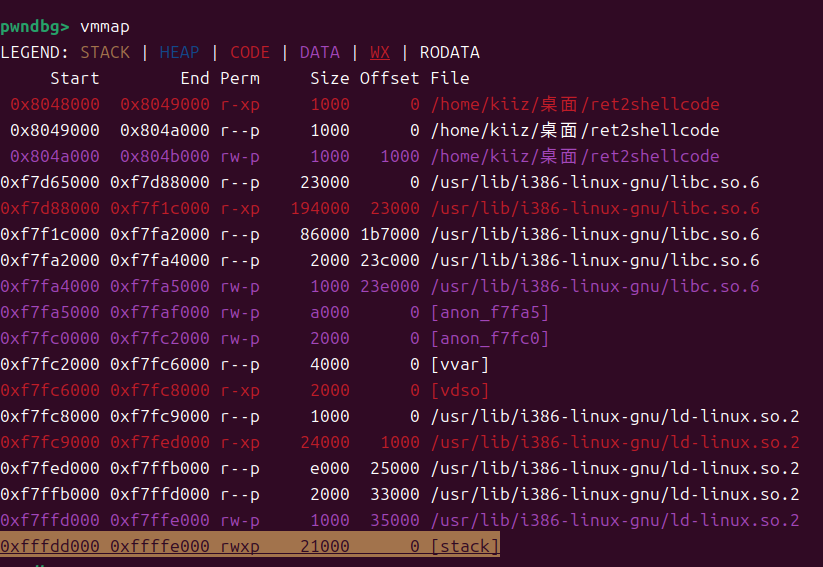 pwndbg> vmmap
LEGEND: STACK | HEAP | CODE | DATA | WX | RODATA
     Start        End Perm     Size Offset File
 0x8048000  0x8049000 r-xp     1000      0 /home/kiiz/桌面/ret2shellcode
 0x8049000  0x804a000 r--p     1000      0 /home/kiiz/桌面/ret2shellcode
 0x804a000  0x804b000 rw-p     1000   1000 /home/kiiz/桌面/ret2shellcode
0xf7d65000 0xf7d88000 r--p    23000      0 /usr/lib/i386-linux-gnu/libc.so.6
0xf7d88000 0xf7f1c000 r-xp   194000  23000 /usr/lib/i386-linux-gnu/libc.so.6
0xf7f1c000 0xf7fa2000 r--p    86000 1b7000 /usr/lib/i386-linux-gnu/libc.so.6
0xf7fa2000 0xf7fa4000 r--p     2000 23c000 /usr/lib/i386-linux-gnu/libc.so.6
0xf7fa4000 0xf7fa5000 rw-p     1000 23e000 /usr/lib/i386-linux-gnu/libc.so.6
0xf7fa5000 0xf7faf000 rw-p     a000      0 [anon_f7fa5]
0xf7fc0000 0xf7fc2000 rw-p     2000      0 [anon_f7fc0]
0xf7fc2000 0xf7fc6000 r--p     4000      0 [vvar]
0xf7fc6000 0xf7fc8000 r-xp     2000      0 [vdso]
0xf7fc8000 0xf7fc9000 r--p     1000      0 /usr/lib/i386-linux-gnu/ld-linux.so.2
0xf7fc9000 0xf7fed000 r-xp    24000   1000 /usr/lib/i386-linux-gnu/ld-linux.so.2
0xf7fed000 0xf7ffb000 r--p     e000  25000 /usr/lib/i386-linux-gnu/ld-linux.so.2
0xf7ffb000 0xf7ffd000 r--p     2000  33000 /usr/lib/i386-linux-gnu/ld-linux.so.2
0xf7ffd000 0xf7ffe000 rw-p     1000  35000 /usr/lib/i386-linux-gnu/ld-linux.so.2
0xfffdd000 0xffffe000 rwxp    21000      0 [stack]